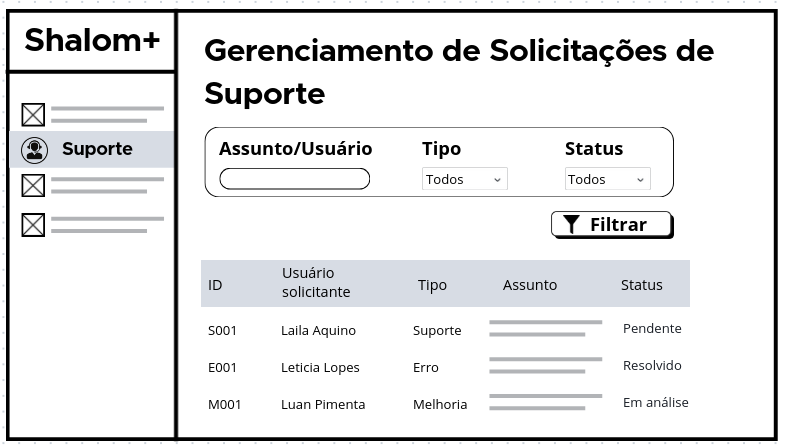 Shalom+
Suporte
Gerenciamento de Solicitações de
Suporte
Assunto/Usuário Tipo Status
Todos Todos
Filtrar
ID Usuário solicitante Tipo Assunto Status
S001 Laila Aquino Suporte Pendente
E001 Leticia Lopes Erro Resolvido
M001 Luan Pimenta Melhoria Em análise